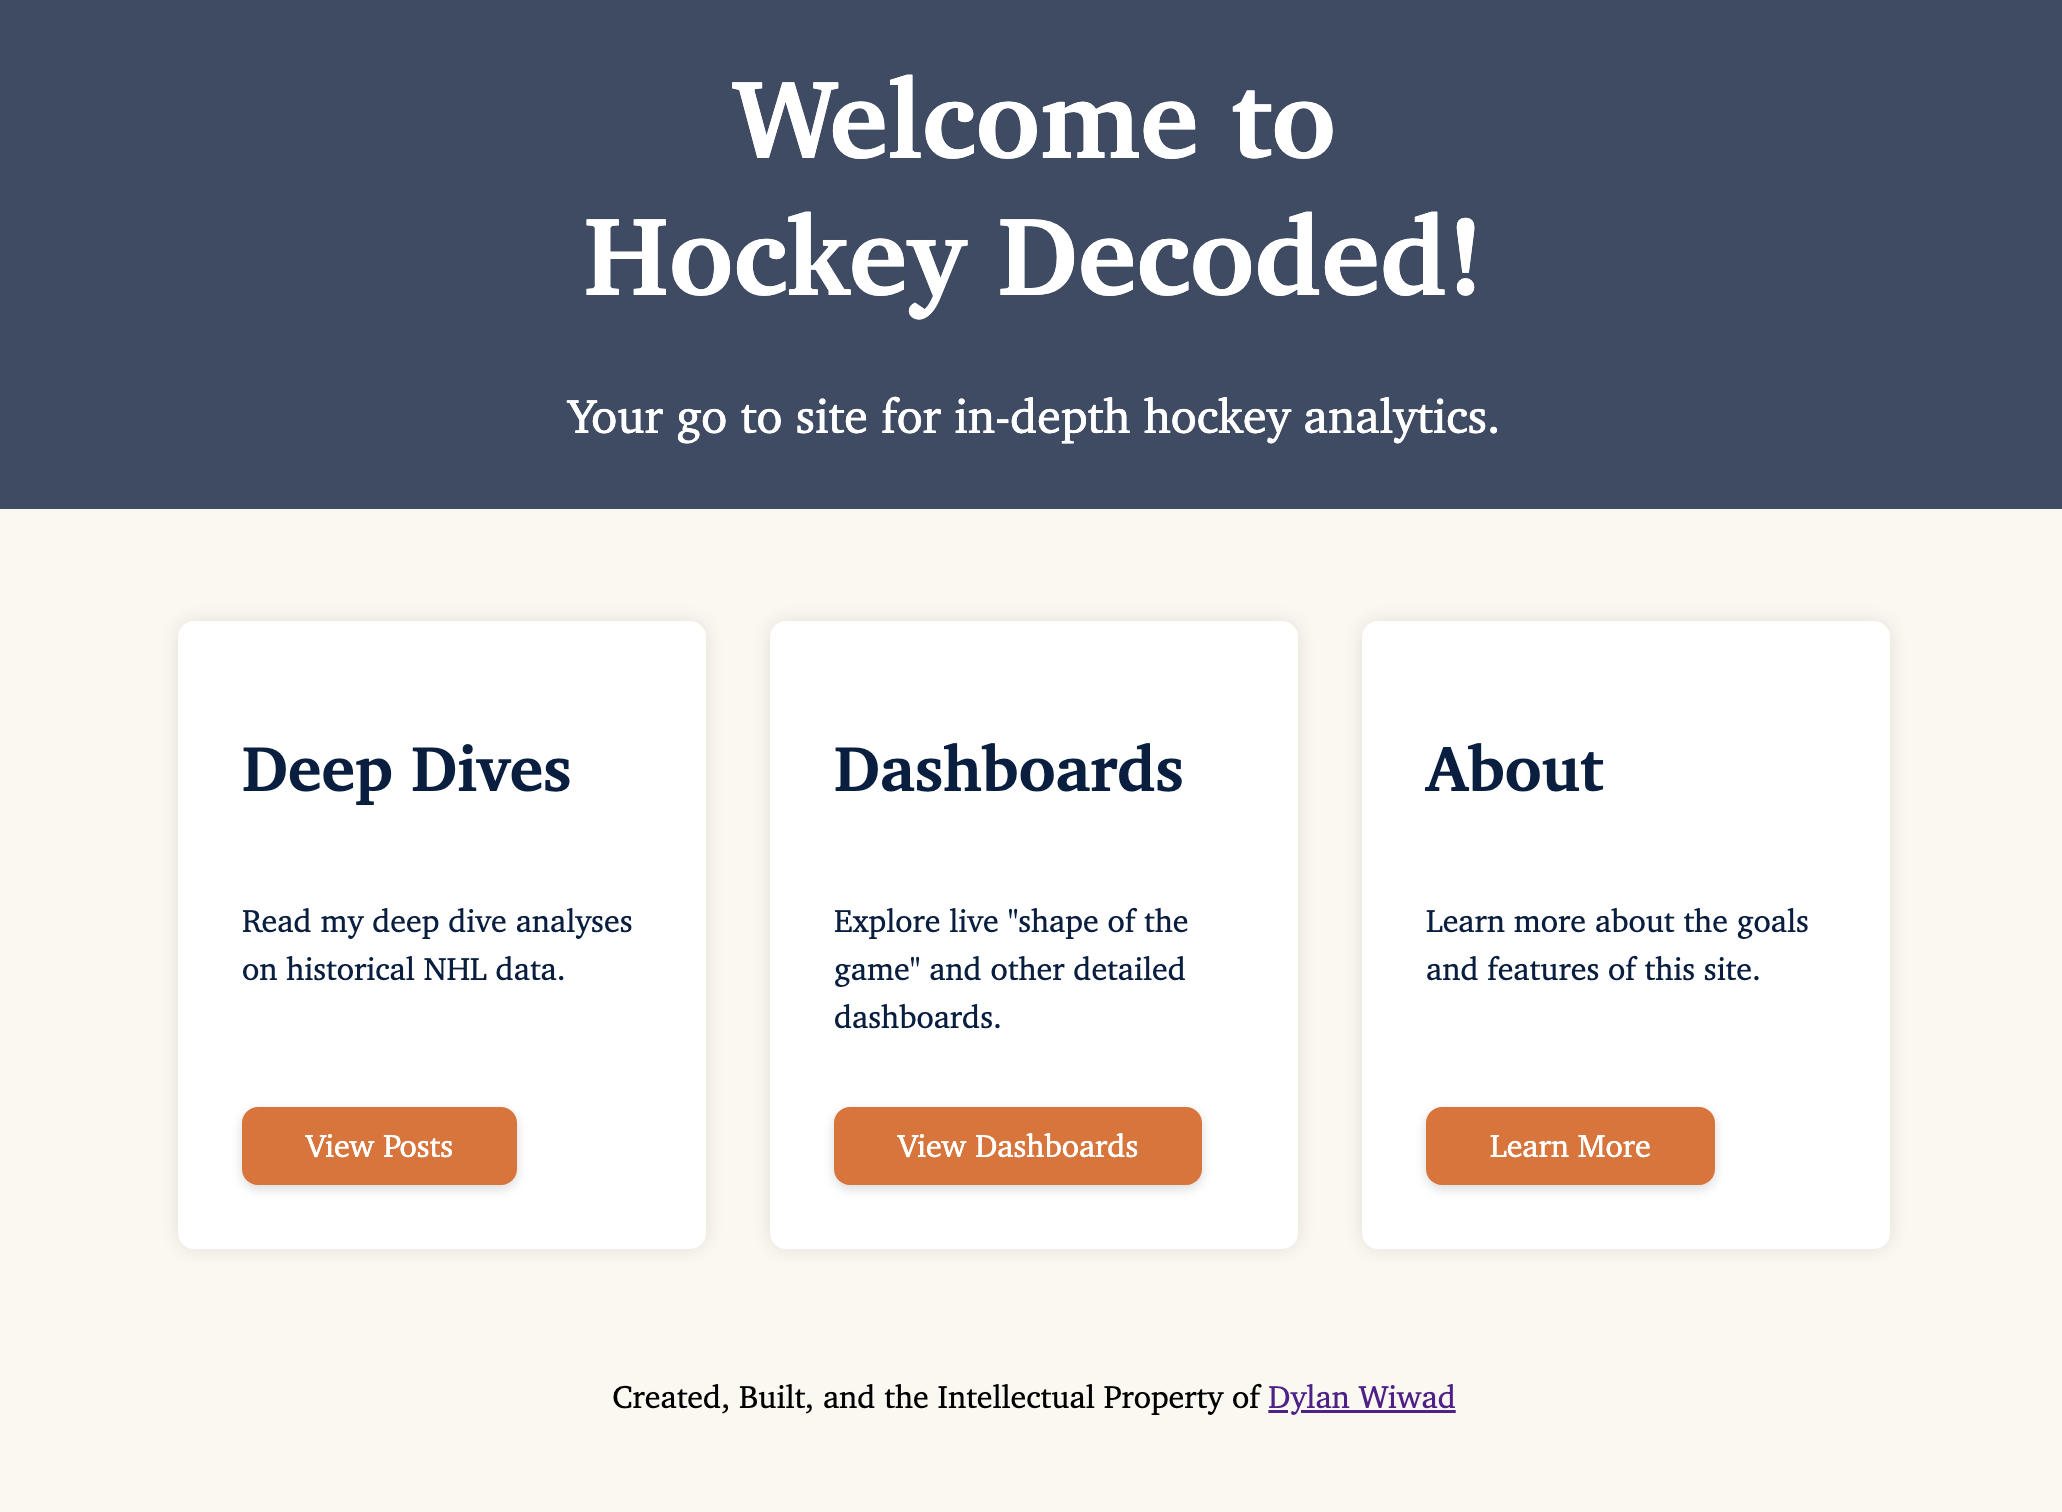 Welcome to
Hockey Decoded!
Your go to site for in-depth hockey analytics.
Deep Dives
Read my deep dive analyses
on historical NHL data.
View Posts
Dashboards
Explore live "shape of the
game" and other detailed
dashboards.
View Dashboards
About
Learn more about the goals
and features of this site.
Learn More
Created, Built, and the Intellectual Property of Dylan Wiwad